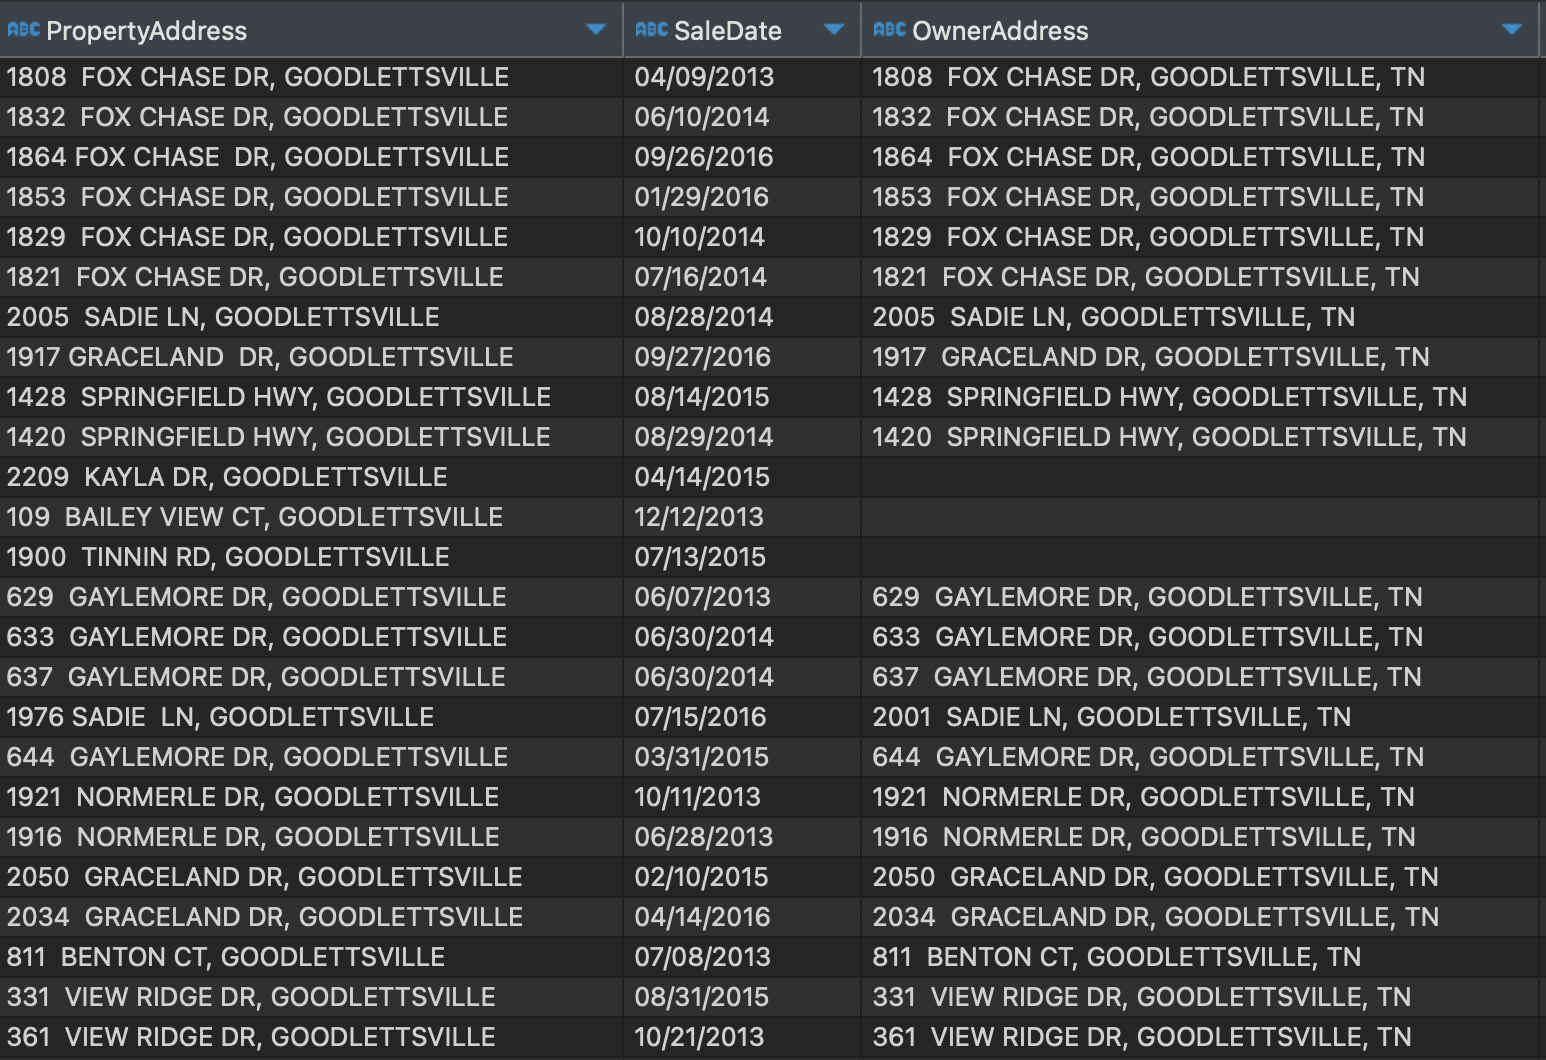 ABC PropertyAddress ABC SaleDate ABC OwnerAddress
1808  FOX CHASE DR, GOODLETTSVILLE 04/09/2013 1808  FOX CHASE DR, GOODLETTSVILLE, TN
1832  FOX CHASE DR, GOODLETTSVILLE 06/10/2014 1832  FOX CHASE DR, GOODLETTSVILLE, TN
1864 FOX CHASE  DR, GOODLETTSVILLE 09/26/2016 1864  FOX CHASE DR, GOODLETTSVILLE, TN
1853  FOX CHASE DR, GOODLETTSVILLE 01/29/2016 1853  FOX CHASE DR, GOODLETTSVILLE, TN
1829  FOX CHASE DR, GOODLETTSVILLE 10/10/2014 1829  FOX CHASE DR, GOODLETTSVILLE, TN
1821  FOX CHASE DR, GOODLETTSVILLE 07/16/2014 1821  FOX CHASE DR, GOODLETTSVILLE, TN
2005  SADIE LN, GOODLETTSVILLE 08/28/2014 2005  SADIE LN, GOODLETTSVILLE, TN
1917 GRACELAND  DR, GOODLETTSVILLE 09/27/2016 1917  GRACELAND DR, GOODLETTSVILLE, TN
1428  SPRINGFIELD HWY, GOODLETTSVILLE 08/14/2015 1428  SPRINGFIELD HWY, GOODLETTSVILLE, TN
1420  SPRINGFIELD HWY, GOODLETTSVILLE 08/29/2014 1420  SPRINGFIELD HWY, GOODLETTSVILLE, TN
2209  KAYLA DR, GOODLETTSVILLE 04/14/2015
109  BAILEY VIEW CT, GOODLETTSVILLE 12/12/2013
1900  TINNIN RD, GOODLETTSVILLE 07/13/2015
629  GAYLEMORE DR, GOODLETTSVILLE 06/07/2013 629  GAYLEMORE DR, GOODLETTSVILLE, TN
633  GAYLEMORE DR, GOODLETTSVILLE 06/30/2014 633  GAYLEMORE DR, GOODLETTSVILLE, TN
637  GAYLEMORE DR, GOODLETTSVILLE 06/30/2014 637  GAYLEMORE DR, GOODLETTSVILLE, TN
1976 SADIE  LN, GOODLETTSVILLE 07/15/2016 2001  SADIE LN, GOODLETTSVILLE, TN
644  GAYLEMORE DR, GOODLETTSVILLE 03/31/2015 644  GAYLEMORE DR, GOODLETTSVILLE, TN
1921  NORMERLE DR, GOODLETTSVILLE 10/11/2013 1921  NORMERLE DR, GOODLETTSVILLE, TN
1916  NORMERLE DR, GOODLETTSVILLE 06/28/2013 1916  NORMERLE DR, GOODLETTSVILLE, TN
2050  GRACELAND DR, GOODLETTSVILLE 02/10/2015 2050  GRACELAND DR, GOODLETTSVILLE, TN
2034  GRACELAND DR, GOODLETTSVILLE 04/14/2016 2034  GRACELAND DR, GOODLETTSVILLE, TN
811  BENTON CT, GOODLETTSVILLE 07/08/2013 811  BENTON CT, GOODLETTSVILLE, TN
331  VIEW RIDGE DR, GOODLETTSVILLE 08/31/2015 331  VIEW RIDGE DR, GOODLETTSVILLE, TN
361  VIEW RIDGE DR, GOODLETTSVILLE 10/21/2013 361  VIEW RIDGE DR, GOODLETTSVILLE, TN